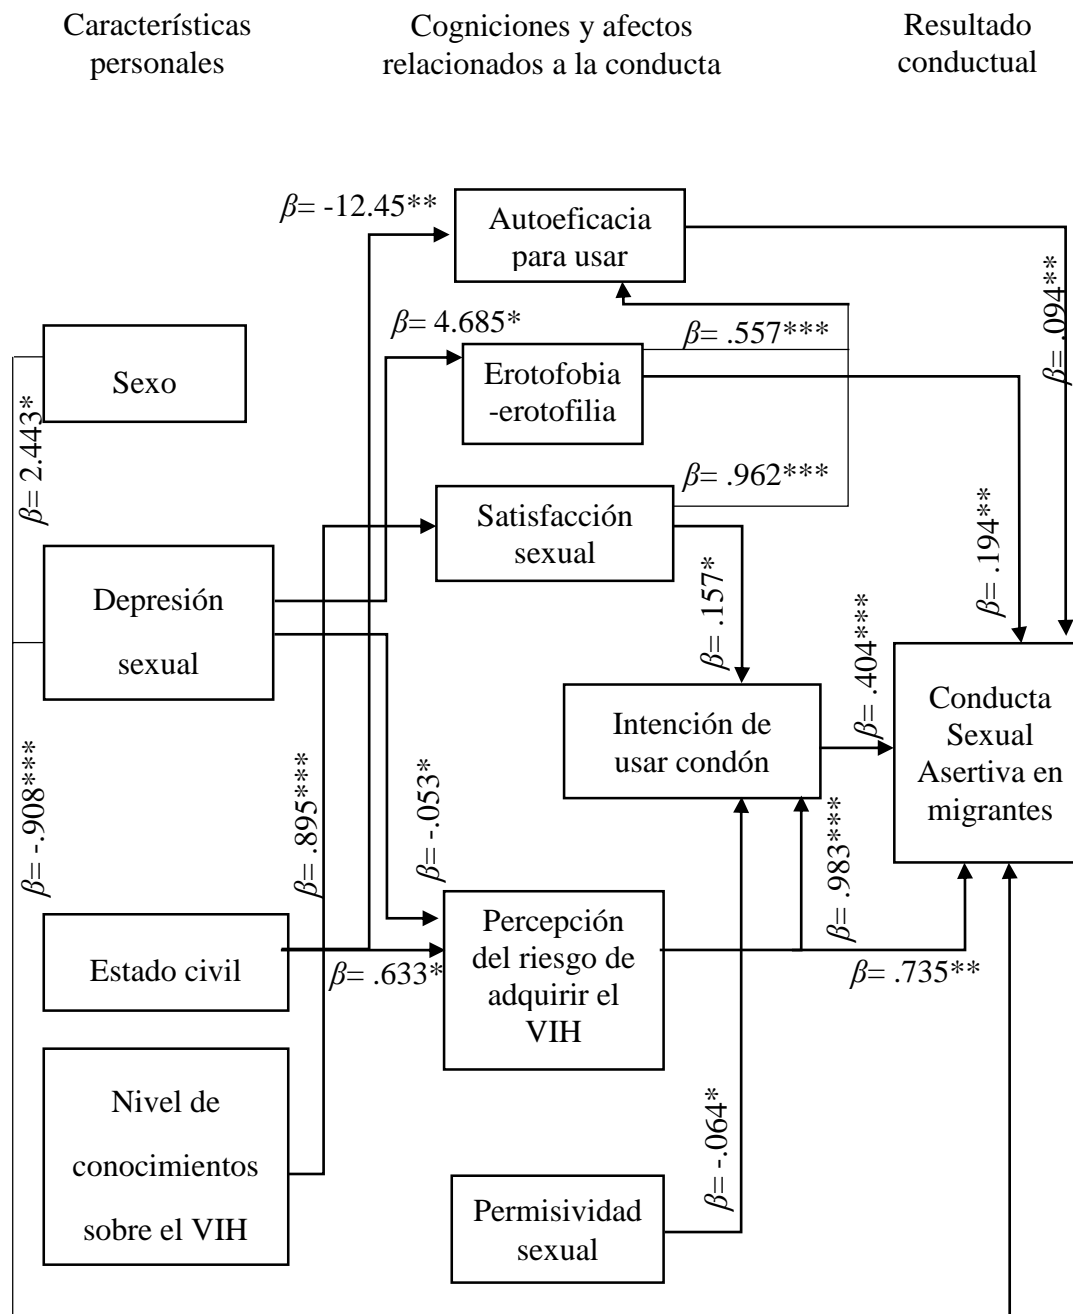 Características
personales
Cogniciones y afectos
relacionados a la conducta
Resultado
conductual
β= -12.45**
Autoeficacia
para usar
β= .094**
β= 4.685*
β= .557***
Sexo
Erotofobia
-erotofilia
β= 2.443*
β= .962***
Satisfacción
sexual
β= .194**
Depresión
sexual
β= .157*
β= .404***
Intención de
usar condón
Conducta
Sexual
Asertiva en
migrantes
β= -.908***
β= .895***
β= -.053*
β= .983***
Estado civil
β= .633*
Percepción
del riesgo de
adquirir el
VIH
β= .735**
Nivel de
conocimientos
sobre el VIH
β= -.064*
Permisividad
sexual